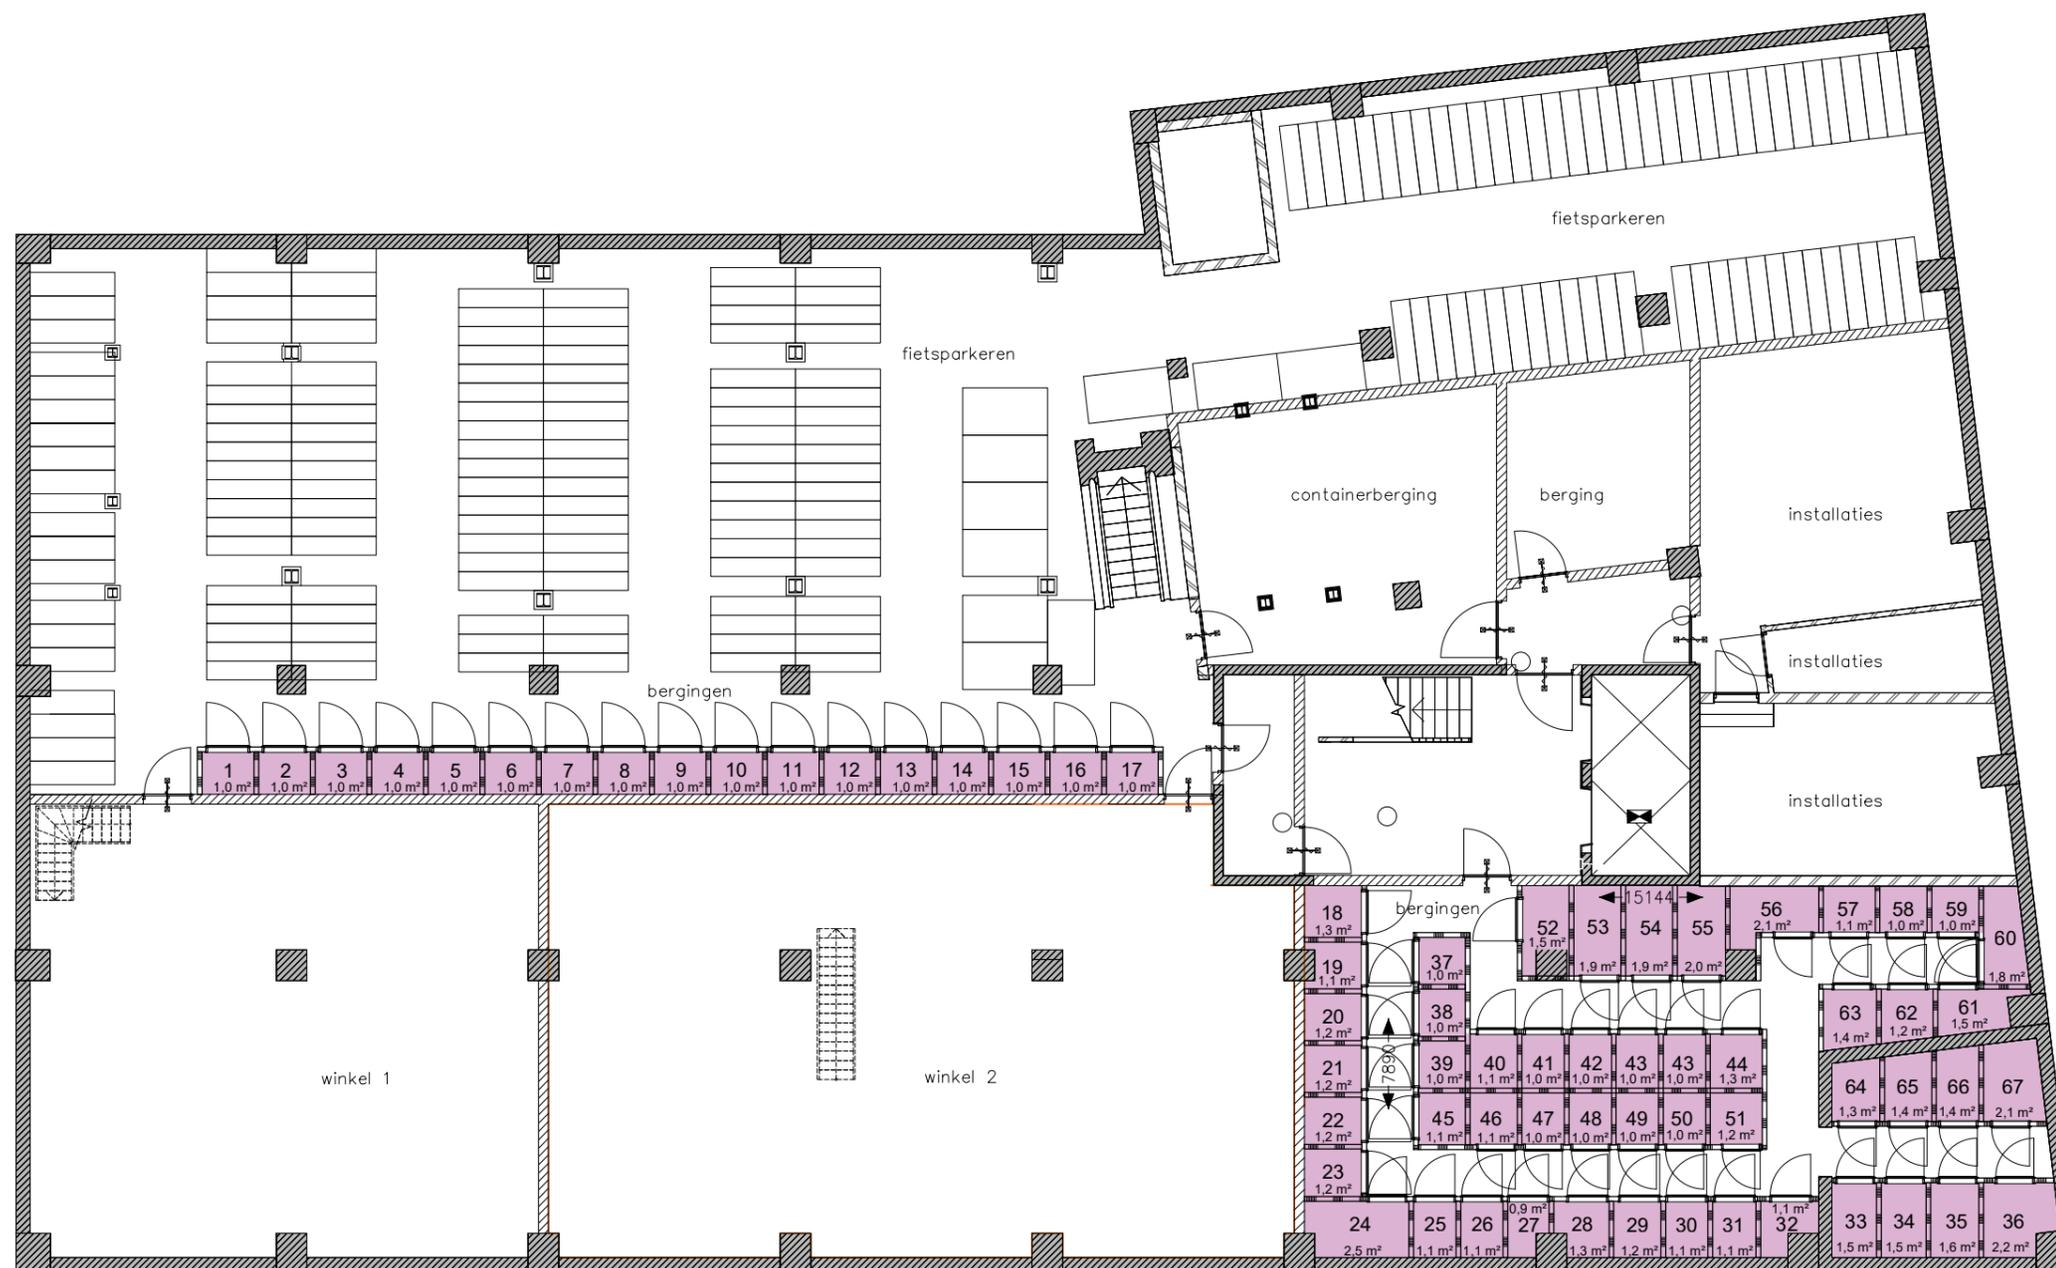 fietsparkeren
fietsparkeren
containerberging
berging
installaties
installaties
bergingen
1 1,0 m²
2 1,0 m²
3 1,0 m²
4 1,0 m²
5 1,0 m²
6 1,0 m²
7 1,0 m²
8 1,0 m²
9 1,0 m²
10 1,0 m²
11 1,0 m²
12 1,0 m²
13 1,0 m²
14 1,0 m²
15 1,0 m²
16 1,0 m²
17 1,0 m²
installaties
winkel 1
winkel 2
bergingen
15144
7890
18 1,3 m²
19 1,1 m²
20 1,2 m²
21 1,2 m²
22 1,2 m²
23 1,2 m²
24 2,5 m²
25 1,1 m²
26 1,1 m²
27 0,9 m²
28 1,3 m²
29 1,2 m²
30 1,1 m²
31 1,1 m²
32 1,1 m²
33 1,5 m²
34 1,5 m²
35 1,6 m²
36 2,2 m²
37 1,0 m²
38 1,0 m²
39 1,0 m²
40 1,1 m²
41 1,0 m²
42 1,0 m²
43 1,0 m²
43 1,0 m²
44 1,3 m²
45 1,1 m²
46 1,1 m²
47 1,0 m²
48 1,0 m²
49 1,0 m²
50 1,0 m²
51 1,2 m²
52 1,5 m²
53 1,9 m²
54 1,9 m²
55 2,0 m²
56 2,1 m²
57 1,1 m²
58 1,0 m²
59 1,0 m²
60 1,8 m²
61 1,5 m²
62 1,2 m²
63 1,4 m²
64 1,3 m²
65 1,4 m²
66 1,4 m²
67 2,1 m²